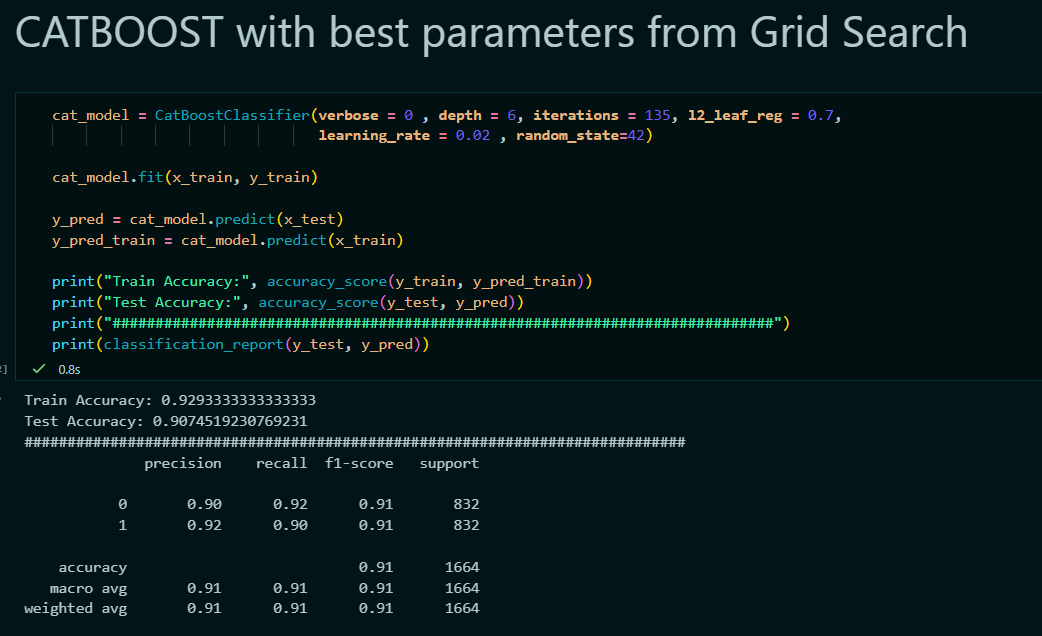 CATBOOST with best parameters from Grid Search
cat_model = CatBoostClassifier(verbose = 0 , depth = 6, iterations = 135, l2_leaf_reg = 0.7,
learning_rate = 0.02 , random_state=42)
cat_model.fit(x_train, y_train)
y_pred = cat_model.predict(x_test)
y_pred_train = cat_model.predict(x_train)
print("Train Accuracy:", accuracy_score(y_train, y_pred_train))
print("Test Accuracy:", accuracy_score(y_test, y_pred))
print("#############################################################################")
print(classification_report(y_test, y_pred))
0.8s
Train Accuracy: 0.9293333333333333
Test Accuracy: 0.9074519230769231
#############################################################################
precision recall f1-score support
0 0.90 0.92 0.91 832
1 0.92 0.90 0.91 832
accuracy 0.91 1664
macro avg 0.91 0.91 0.91 1664
weighted avg 0.91 0.91 0.91 1664